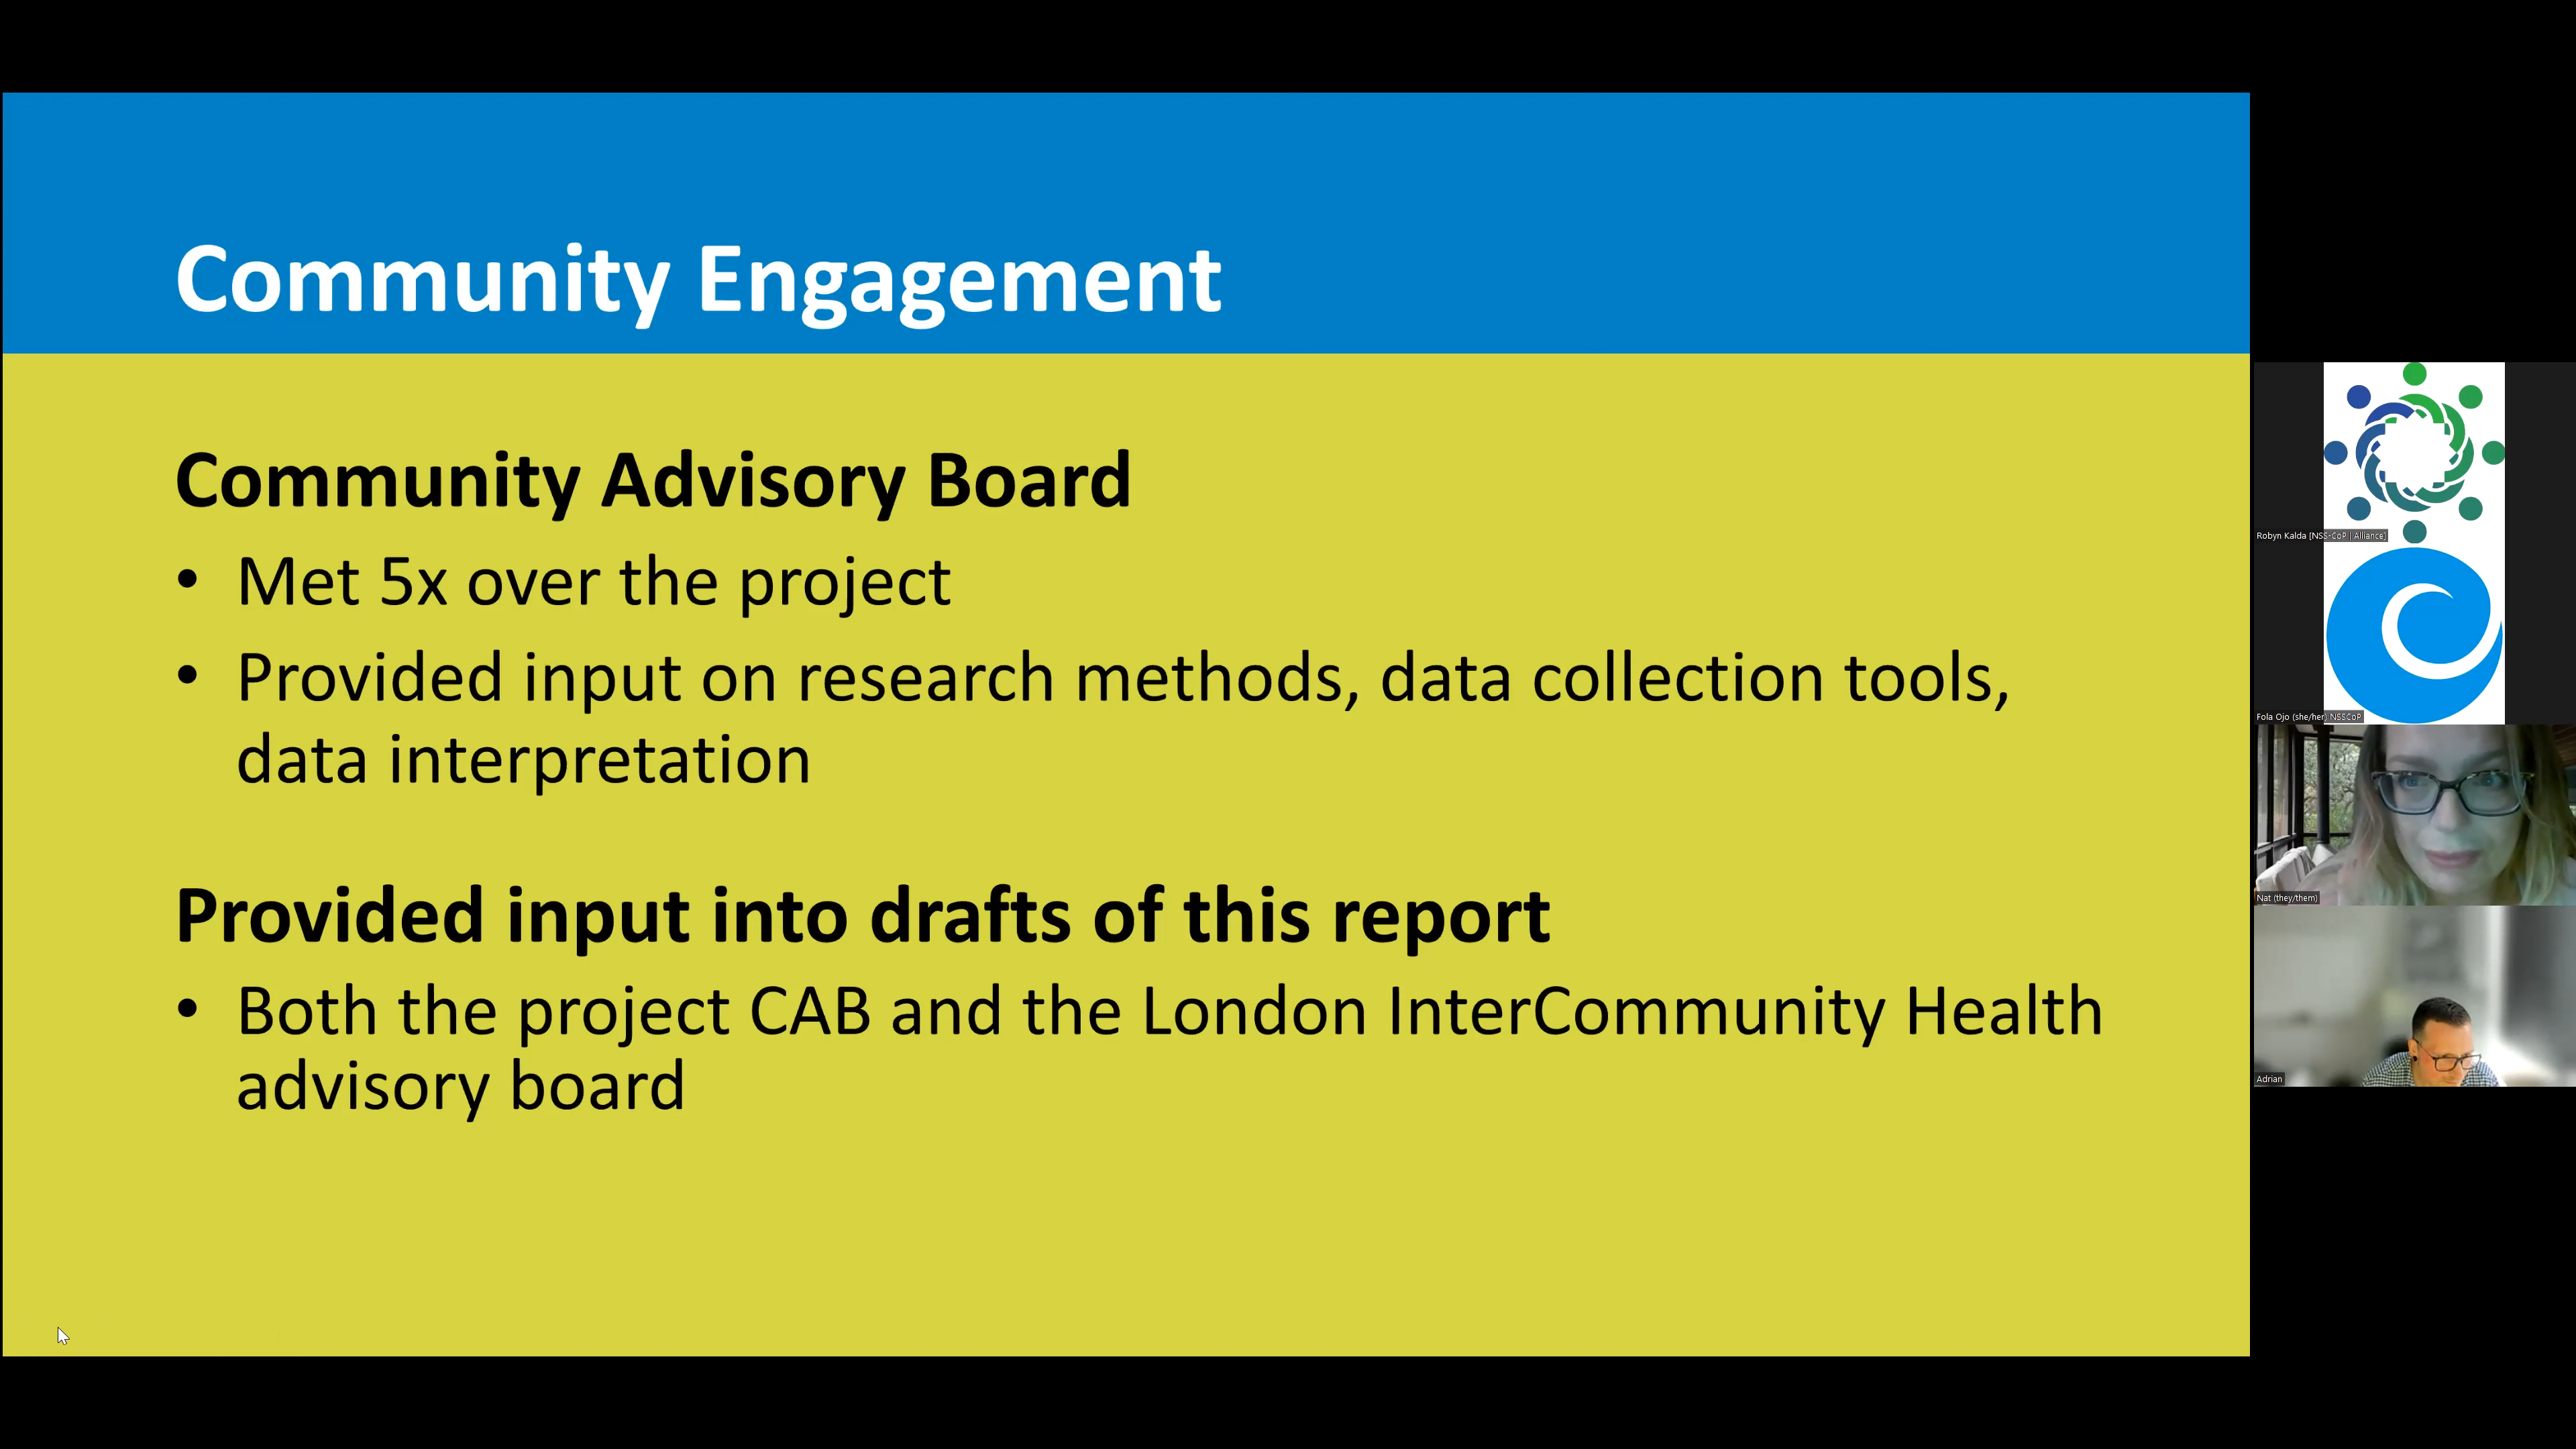 Community Engagement
Community Advisory Board
• Met 5x over the project
• Provided input on research methods, data collection tools,
data interpretation
Provided input into drafts of this report
• Both the project CAB and the London InterCommunity Health
advisory board
Robyn Kalda [NSS-CoP | Alliance]
Fola Ojo (she/her) NSSCoP
Nat (they/them)
Adrian